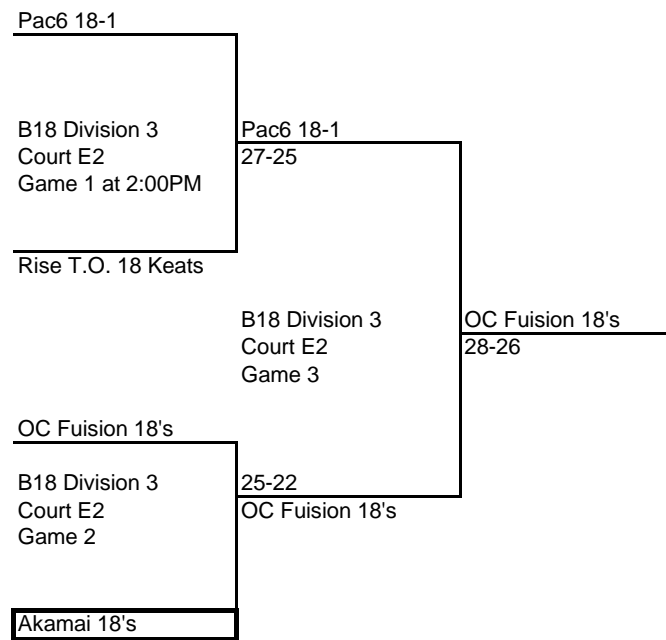 Pac6 18-1
B18 Division 3
Court E2
Game 1 at 2:00PM
Pac6 18-1
27-25
Rise T.O. 18 Keats
B18 Division 3
Court E2
Game 3
OC Fuision 18's
28-26
OC Fuision 18's
B18 Division 3
Court E2
Game 2
25-22
OC Fuision 18's
Akamai 18's